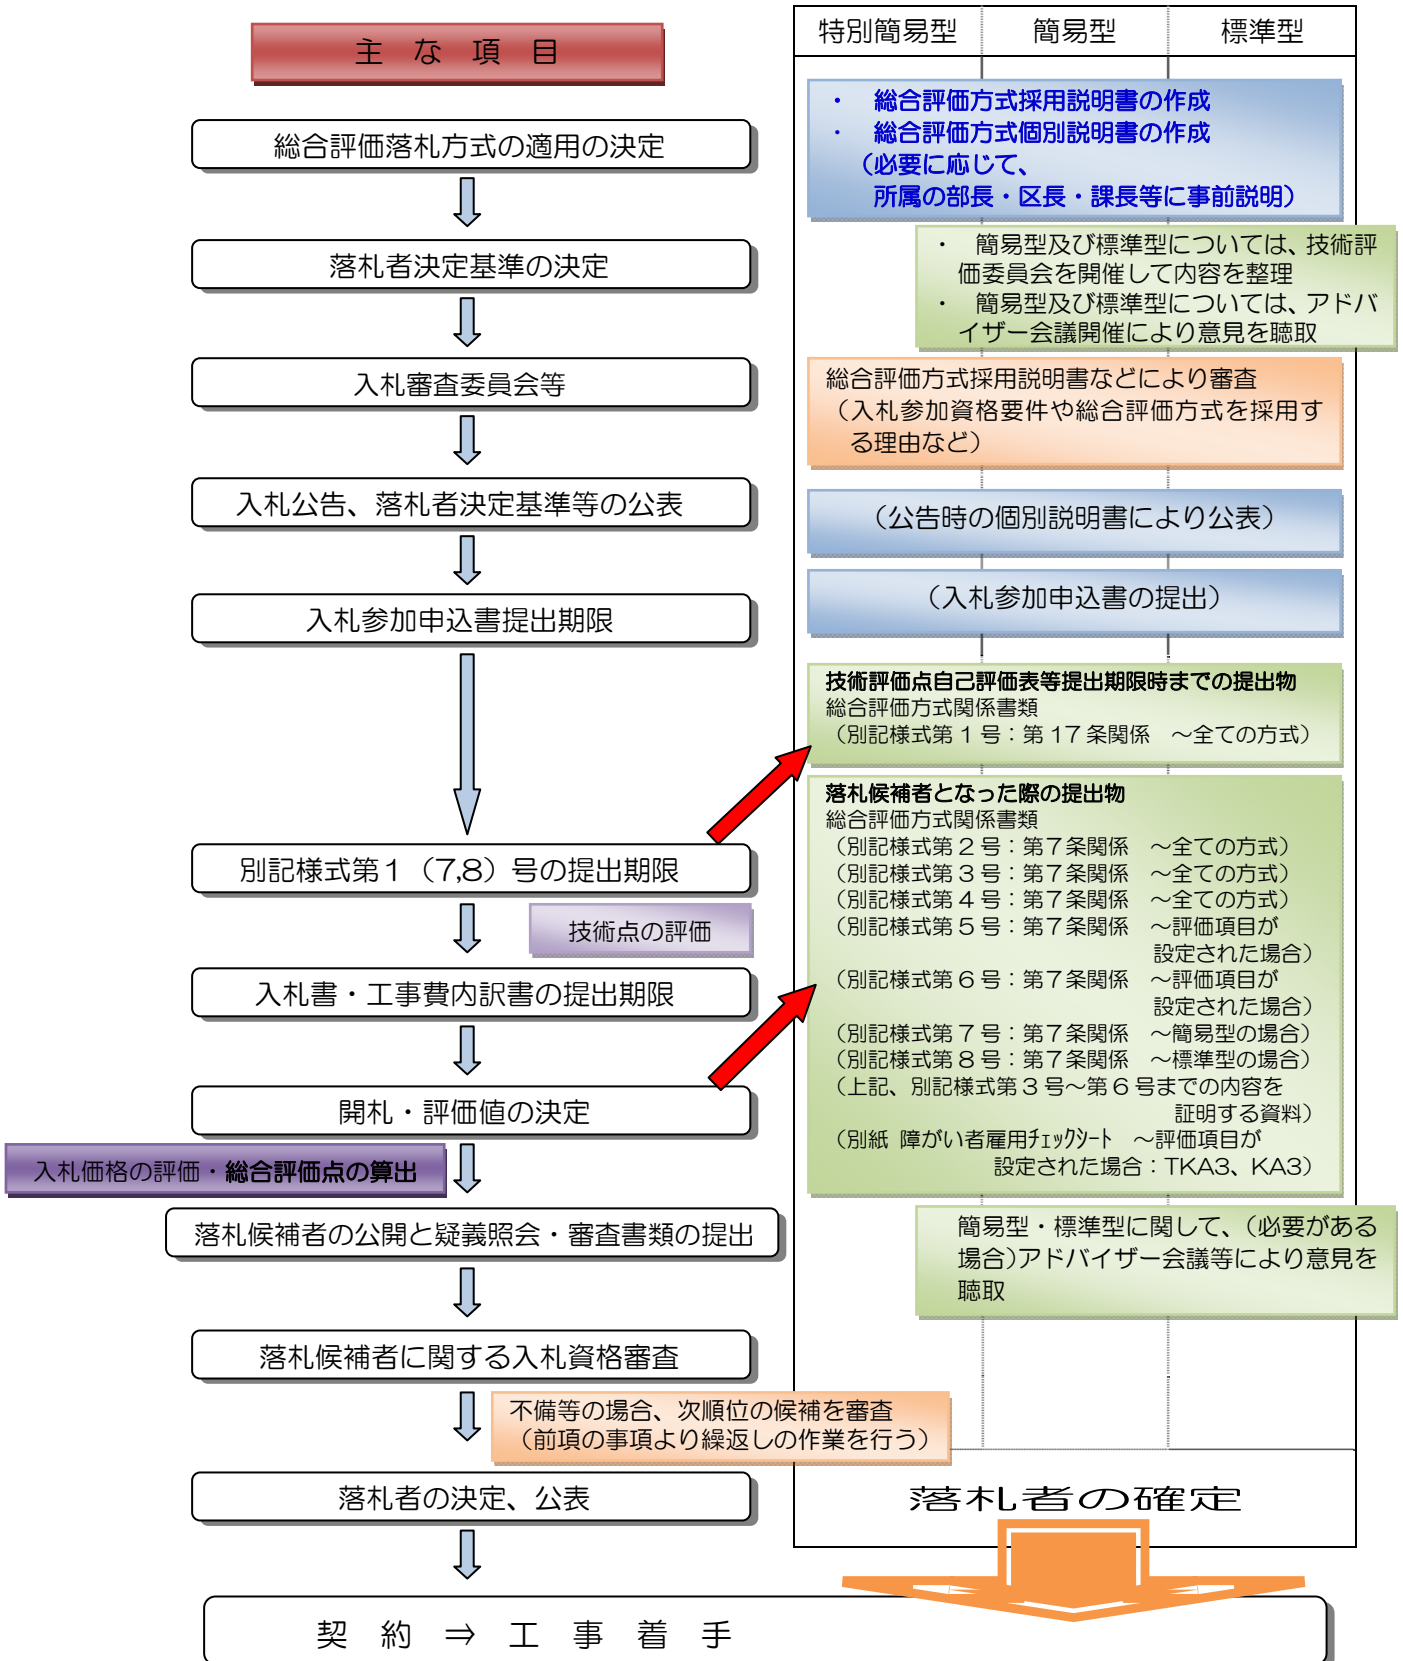 主 な 項 目
総合評価落札方式の適用の決定
落札者決定基準の決定
入札審査委員会等
入札公告、落札者決定基準等の公表
入札参加申込書提出期限
別記様式第１（7,8）号の提出期限
技術点の評価
入札書・工事費内訳書の提出期限
開札・評価値の決定
入札価格の評価・総合評価点の算出
落札候補者の公開と疑義照会・審査書類の提出
落札候補者に関する入札資格審査
不備等の場合、次順位の候補を審査
（前項の事項より繰返しの作業を行う）
落札者の決定、公表
特別簡易型 簡易型 標準型
・ 総合評価方式採用説明書の作成
・ 総合評価方式個別説明書の作成
（必要に応じて、
所属の部長・区長・課長等に事前説明）
・ 簡易型及び標準型については、技術評
価委員会を開催して内容を整理
・ 簡易型及び標準型については、アドバ
イザー会議開催により意見を聴取
総合評価方式採用説明書などにより審査
（入札参加資格要件や総合評価方式を採用す
る理由など）
（公告時の個別説明書により公表）
（入札参加申込書の提出）
技術評価点自己評価表等提出期限時までの提出物
総合評価方式関係書類
（別記様式第１号：第17条関係 ～全ての方式）
落札候補者となった際の提出物
総合評価方式関係書類
（別記様式第２号：第７条関係 ～全ての方式）
（別記様式第３号：第７条関係 ～全ての方式）
（別記様式第４号：第７条関係 ～全ての方式）
（別記様式第５号：第７条関係 ～評価項目が
設定された場合）
（別記様式第６号：第７条関係 ～評価項目が
設定された場合）
（別記様式第７号：第７条関係 ～簡易型の場合）
（別記様式第８号：第７条関係 ～標準型の場合）
（上記、別記様式第３号～第６号までの内容を
証明する資料）
（別紙 障がい者雇用ﾁｪｯｸｼｰﾄ ～評価項目が
設定された場合：TKA3、KA3）
簡易型・標準型に関して、（必要がある
場合）アドバイザー会議等により意見を
聴取
落札者の確定
契 約 ⇒ 工 事 着 手